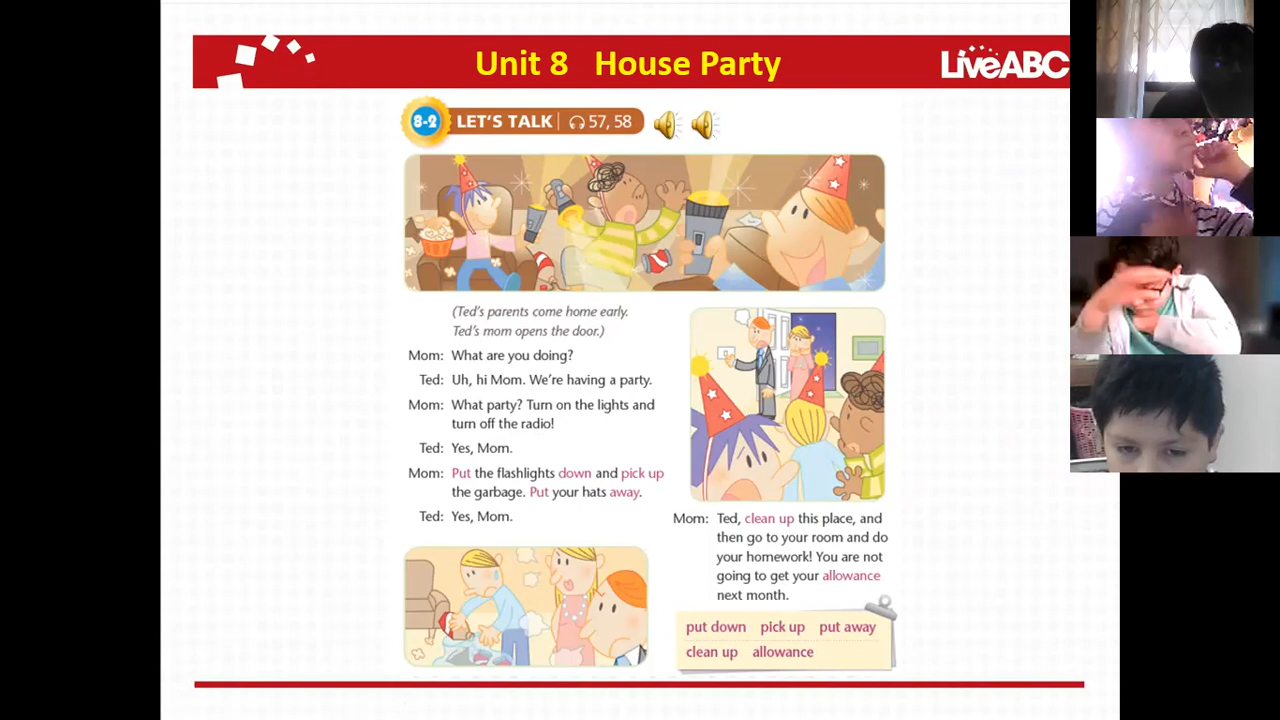 Unit 8 House Party
LiveABC
8-2 LET'S TALK | 57, 58
(Ted's parents come home early.
Ted's mom opens the door.)
Mom: What are you doing?
Ted: Uh, hi Mom. We're having a party.
Mom: What party? Turn on the lights and
turn off the radio!
Ted: Yes, Mom.
Mom: Put the flashlights down and pick up
the garbage. Put your hats away.
Ted: Yes, Mom.
Mom: Ted, clean up this place, and
then go to your room and do
your homework! You are not
going to get your allowance
next month.
put down pick up put away
clean up allowance